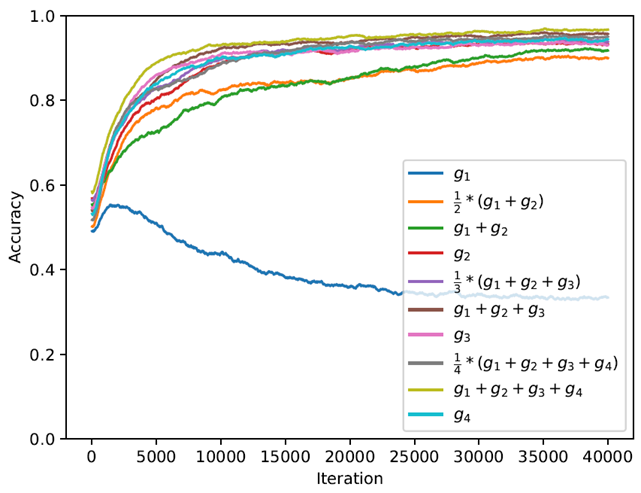 1.0
0.8
0.6
0.4
0.2
0.0
Accuracy
g₁
½ * (g₁ + g₂)
g₁ + g₂
g₂
⅓ * (g₁ + g₂ + g₃)
g₁ + g₂ + g₃
g₃
¼ * (g₁ + g₂ + g₃ + g₄)
g₁ + g₂ + g₃ + g₄
g₄
0 5000 10000 15000 20000 25000 30000 35000 40000
Iteration